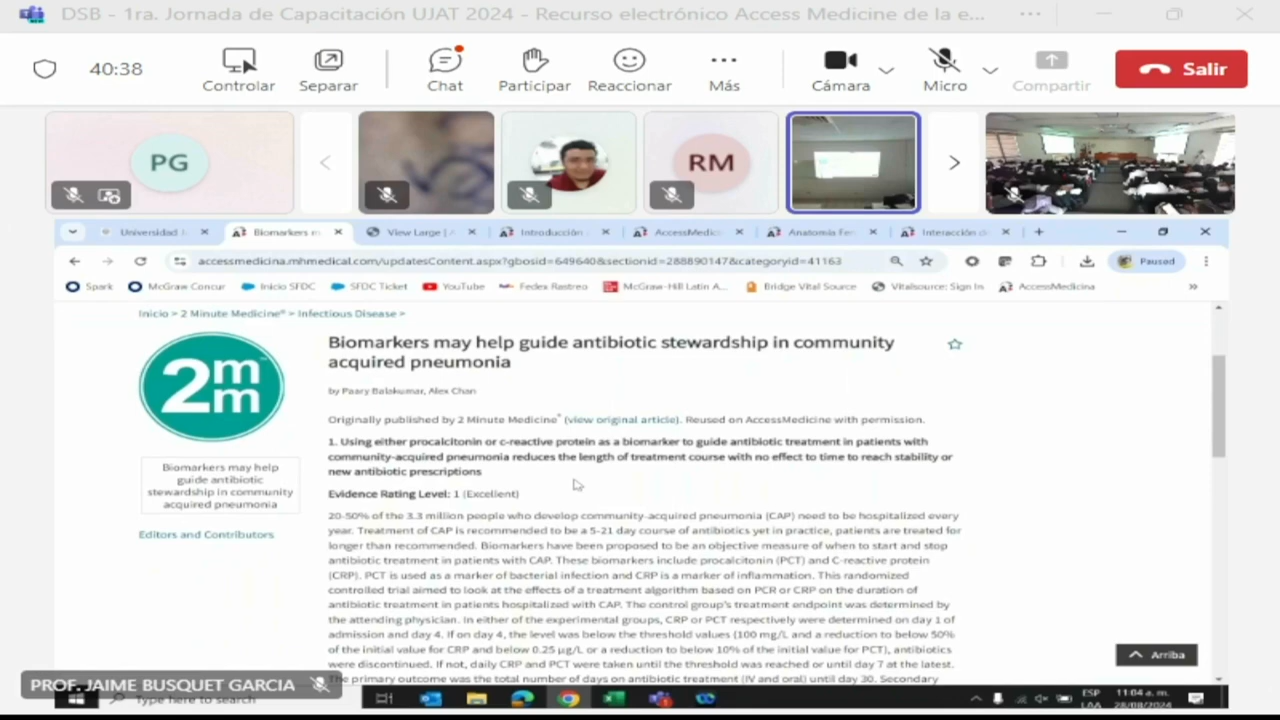 DSB - 1ra. Jornada de Capacitación UJAT 2024 - Recurso electrónico Access Medicine de la e...
40:38
Controlar
Separar
Chat
Participar
Reaccionar
Más
Cámara
Micro
Compartir
Salir
PG
RM
Universidad
Biomarkers m
View Large | A
Introducción
AccessMedic
Anatomía Fe
Interacción d
accessmedicina.mhmedical.com/updatesContent.aspx?gbosid=649640&sectionid=288890147&categoryid=41163
Paused
Spark
McGraw Concur
Inicio SFDC
SFDC Ticket
YouTube
Fedex Rastreo
McGraw-Hill Latin A...
Bridge Vital Source
Vitalsource: Sign In
AccessMedicina
Inicio > 2 Minute Medicine® > Infectious Disease >
2mm
Biomarkers may help guide antibiotic stewardship in community
acquired pneumonia
by Paary Balakumar, Alex Chan
Originally published by 2 Minute Medicine® (view original article). Reused on AccessMedicine with permission.
1. Using either procalcitonin or c-reactive protein as a biomarker to guide antibiotic treatment in patients with
community-acquired pneumonia reduces the length of treatment course with no effect to time to reach stability or
new antibiotic prescriptions
Evidence Rating Level: 1 (Excellent)
Biomarkers may help
guide antibiotic
stewardship in community
acquired pneumonia
Editors and Contributors
20-50% of the 3.3 million people who develop community-acquired pneumonia (CAP) need to be hospitalized every
year. Treatment of CAP is recommended to be a 5-21 day course of antibiotics yet in practice, patients are treated for
longer than recommended. Biomarkers have been proposed to be an objective measure of when to start and stop
antibiotic treatment in patients with CAP. These biomarkers include procalcitonin (PCT) and C-reactive protein
(CRP). PCT is used as a marker of bacterial infection and CRP is a marker of inflammation. This randomized
controlled trial aimed to look at the effects of a treatment algorithm based on PCR or CRP on the duration of
antibiotic treatment in patients hospitalized with CAP. The control group's treatment endpoint was determined by
the attending physician. In either of the experimental groups, CRP or PCT respectively were determined on day 1 of
admission and day 4. If on day 4, the level was below the threshold values (100 mg/L and a reduction to below 50%
of the initial value for CRP and below 0.25 µg/L or a reduction to below 10% of the initial value for PCT), antibiotics
were discontinued. If not, daily CRP and PCT were taken until the threshold was reached or until day 7 at the latest.
The primary outcome was the total number of days on antibiotic treatment (IV and oral) until day 30. Secondary
Arriba
PROF. JAIME BUSQUET GARCIA
Type here to search
ESP
LAA
11:04 a. m.
28/08/2024